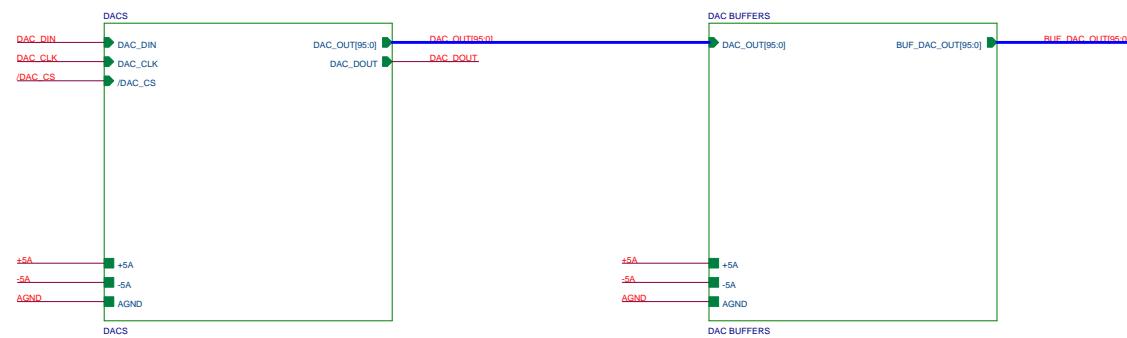 DACS
DAC BUFFERS
DAC_DIN
DAC_DIN
DAC_OUT[95:0]
DAC_OUT[95:0]
DAC_OUT[95:0]
BUF_DAC_OUT[95:0]
BUF_DAC_OUT[95:0
DAC_CLK
DAC_CLK
DAC_DOUT
DAC_DOUT
/DAC_CS
/DAC_CS
+5A
+5A
+5A
+5A
-5A
-5A
-5A
-5A
AGND
AGND
AGND
AGND
DACS
DAC BUFFERS